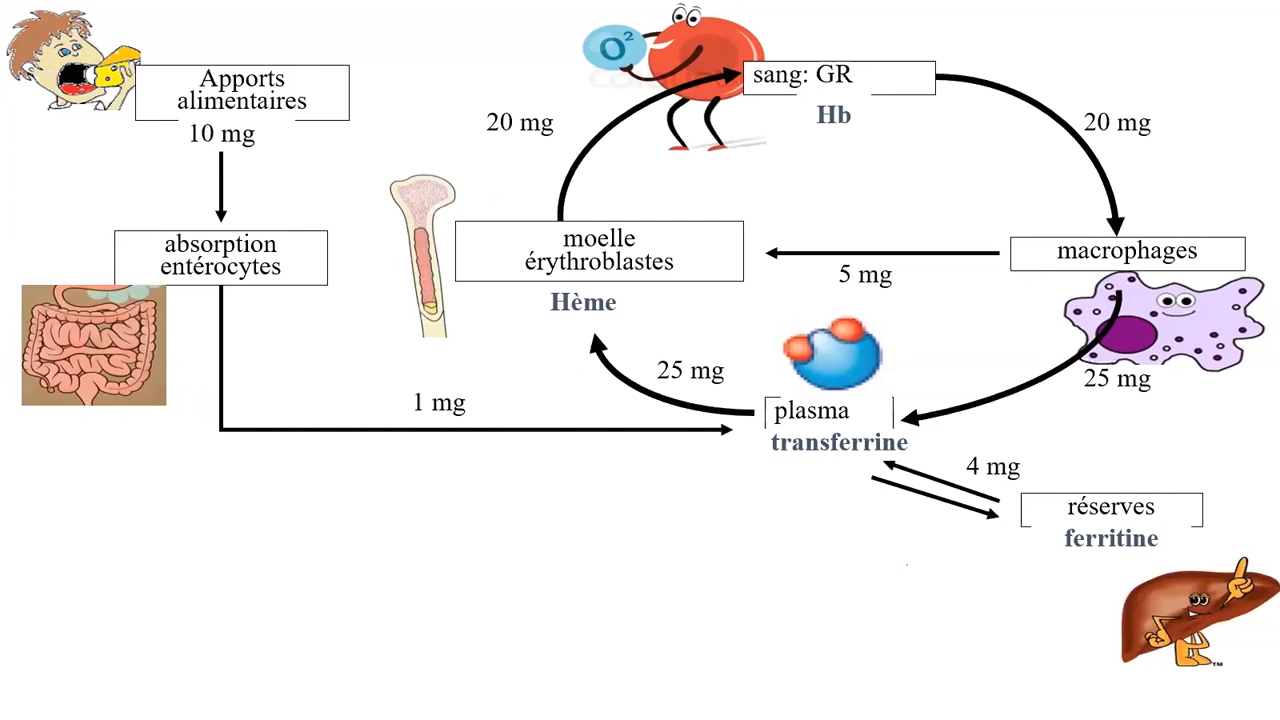 Apports
alimentaires
10 mg
absorption
entérocytes
1 mg
O²
sang: GR
Hb
20 mg
20 mg
moelle
érythroblastes
Hème
macrophages
5 mg
25 mg
25 mg
plasma
transferrine
4 mg
réserves
ferritine
TM